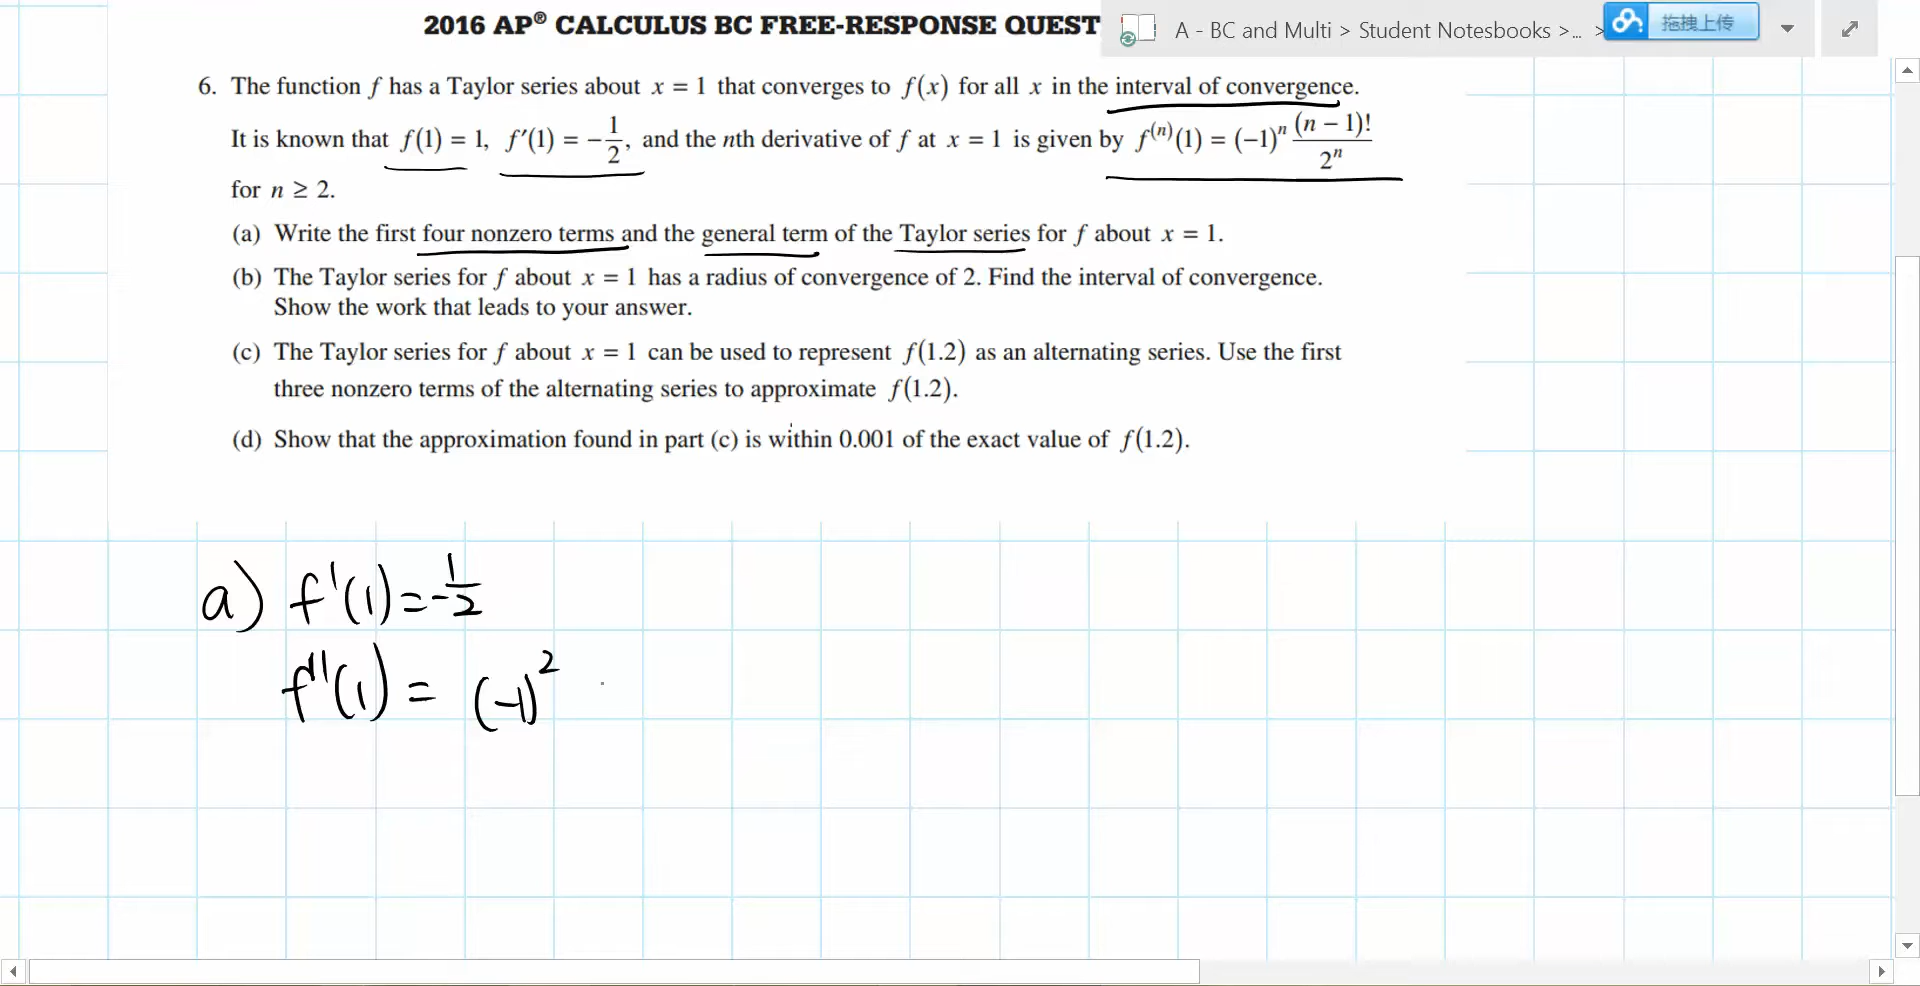 2016 AP® CALCULUS BC FREE-RESPONSE QUEST
A - BC and Multi > Student Notesbooks >... >
拖拽上传
6. The function f has a Taylor series about x = 1 that converges to f(x) for all x in the interval of convergence.
It is known that f(1) = 1, f′(1) = −1/2, and the nth derivative of f at x = 1 is given by f⁽ⁿ⁾(1) = (−1)ⁿ (n − 1)!/2ⁿ
for n ≥ 2.
(a) Write the first four nonzero terms and the general term of the Taylor series for f about x = 1.
(b) The Taylor series for f about x = 1 has a radius of convergence of 2. Find the interval of convergence.
Show the work that leads to your answer.
(c) The Taylor series for f about x = 1 can be used to represent f(1.2) as an alternating series. Use the first
three nonzero terms of the alternating series to approximate f(1.2).
(d) Show that the approximation found in part (c) is within 0.001 of the exact value of f(1.2).
a) f'(1) = -1/2
f''(1) = (-1)²